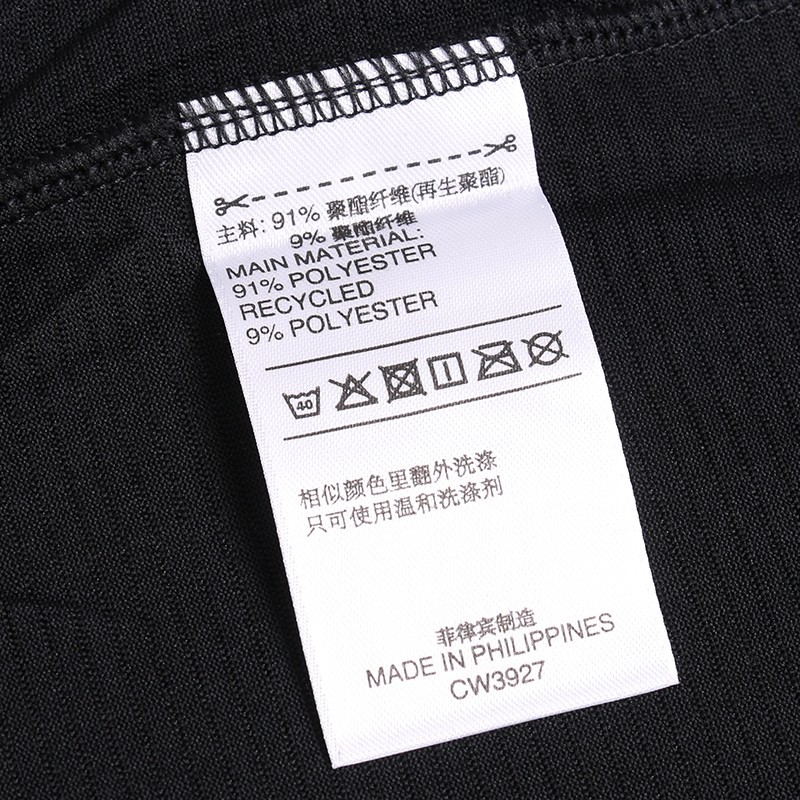 主料: 91% 聚酯纤维(再生聚酯)
9% 聚酯纤维
MAIN MATERIAL:
91% POLYESTER
RECYCLED
9% POLYESTER
40
相似颜色里翻外洗涤
只可使用温和洗涤剂
菲律宾制造
MADE IN PHILIPPINES
CW3927